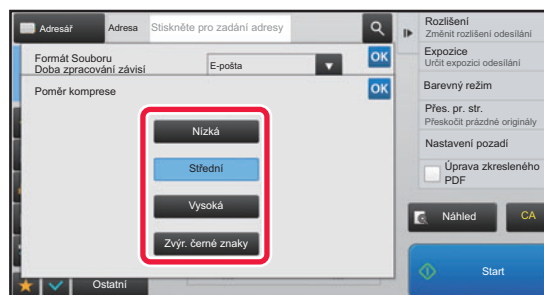 Adresář
Adresa
Stiskněte pro zadání adresy
Formát Souboru
Doba zpracování závisí
E-pošta
OK
Poměr komprese
OK
Nízká
Střední
Vysoká
Zvýr. černé znaky
Ostatní
Rozlišení
Změnit rozlišení odesílání
Expozice
Určit expozici odesílání
Barevný režim
Přes. pr. str.
Přeskočit prázdné originály
Nastavení pozadí
Úprava zkresleného
PDF
Náhled
CA
Start